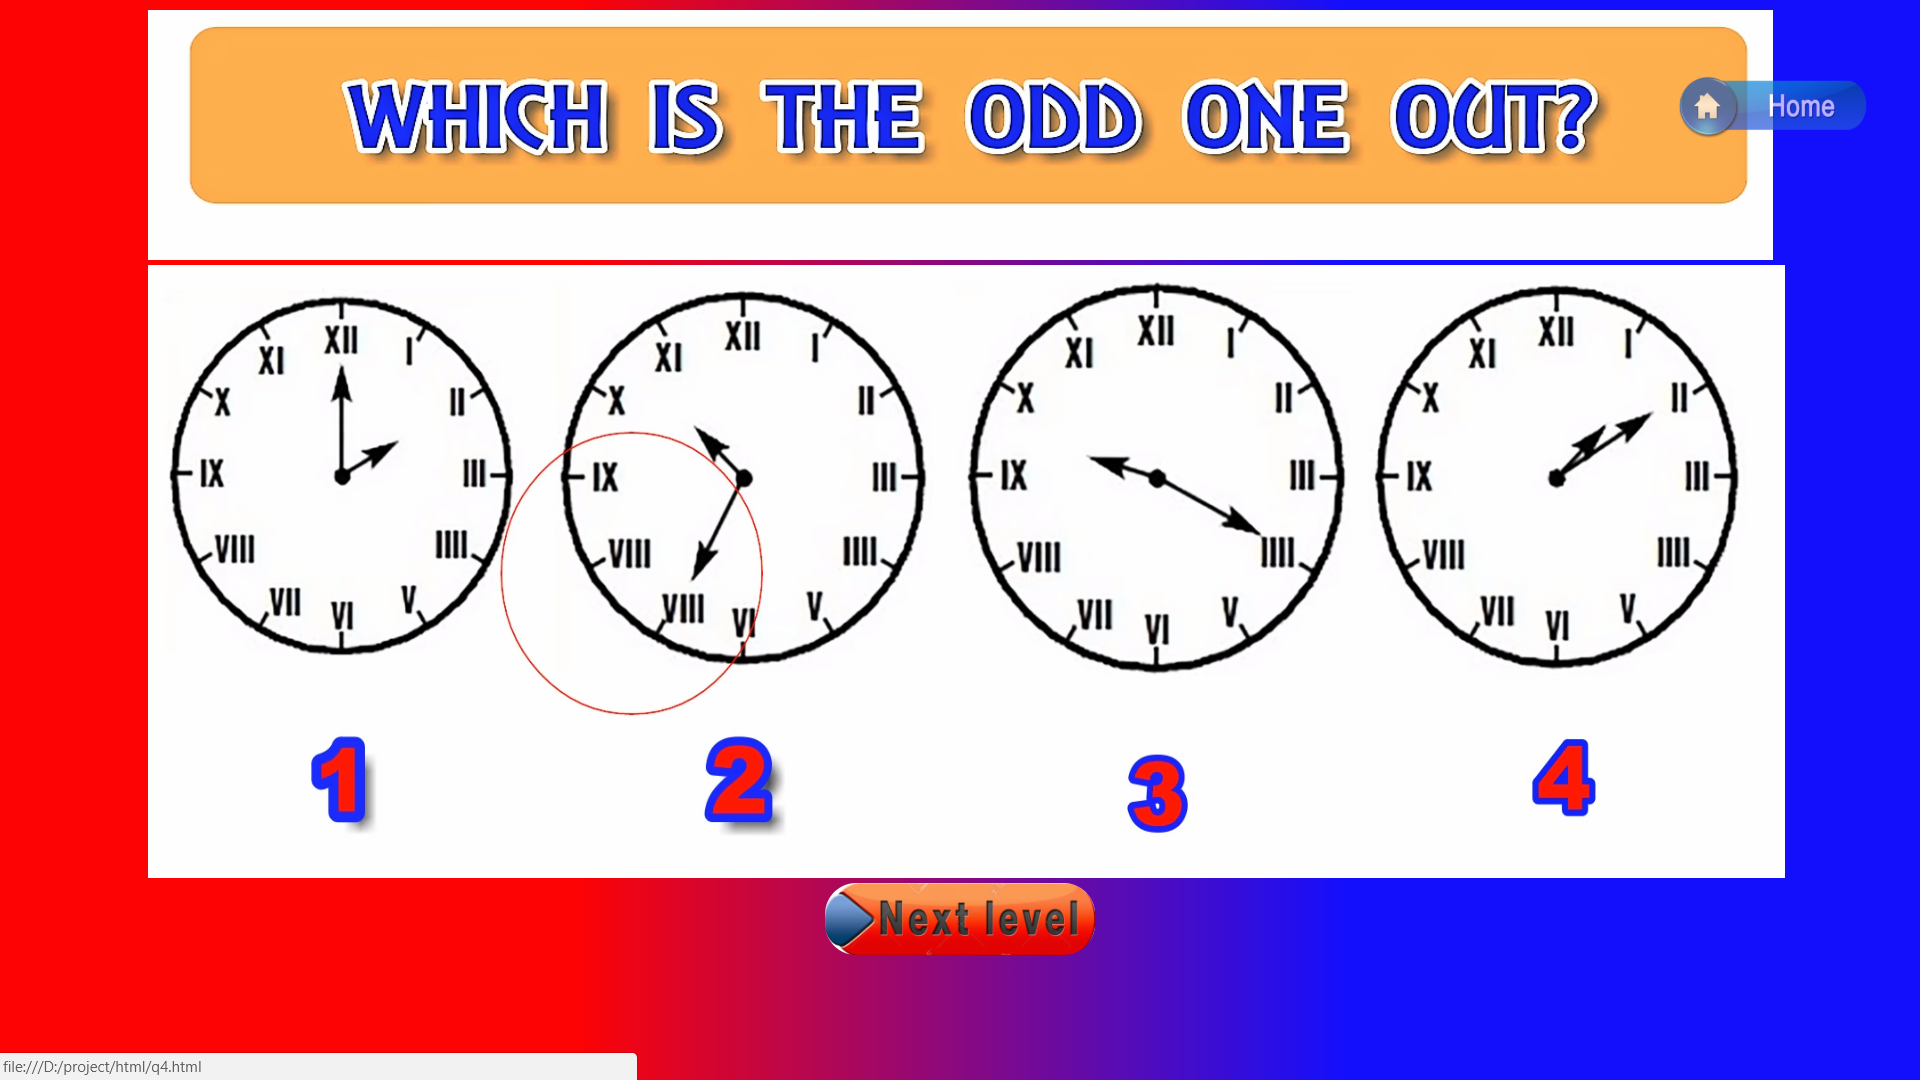 WHICH IS THE ODD ONE OUT?
Home
XII I II III IIII V VI VII VIII IX X XI
XII I II III IIII V VI VIII VIII IX X XI
XII I II III IIII V VI VII VIII IX X XI
XII I II III IIII V VI VII VIII IX X XI
1 2 3 4
Next level
file:///D:/project/html/q4.html